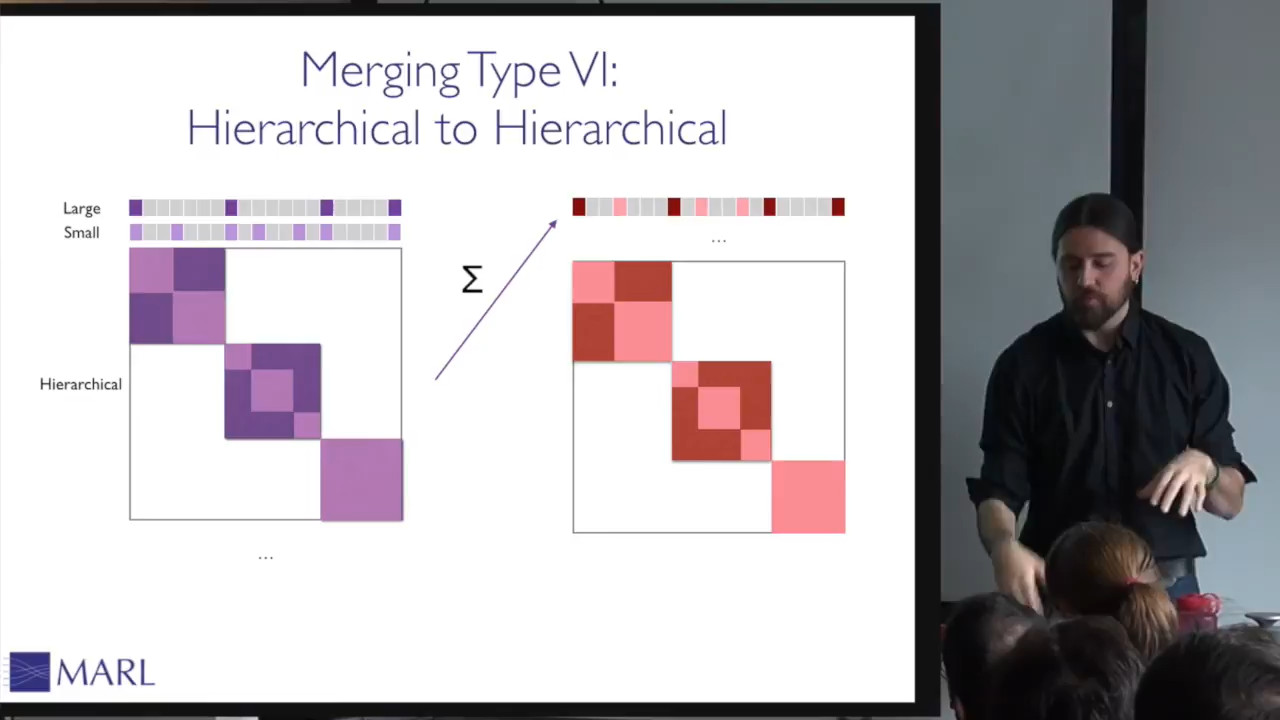 Merging Type VI:
Hierarchical to Hierarchical
Large
Small
...
Σ
Hierarchical
...
MARL